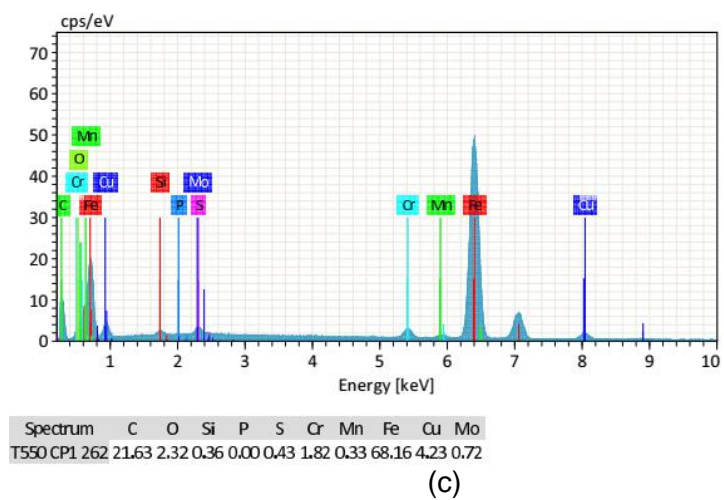 cps/eV
70
60
50
40
30
20
10
0
Mn
O
Cr Cu Si Mo
C Fe P S Cr Mn Fe Cu
1 2 3 4 5 6 7 8 9 10
Energy [keV]
Spectrum C O Si P S Cr Mn Fe Cu Mo
T550 CP1 262 21.63 2.32 0.36 0.00 0.43 1.82 0.33 68.16 4.23 0.72
(c)